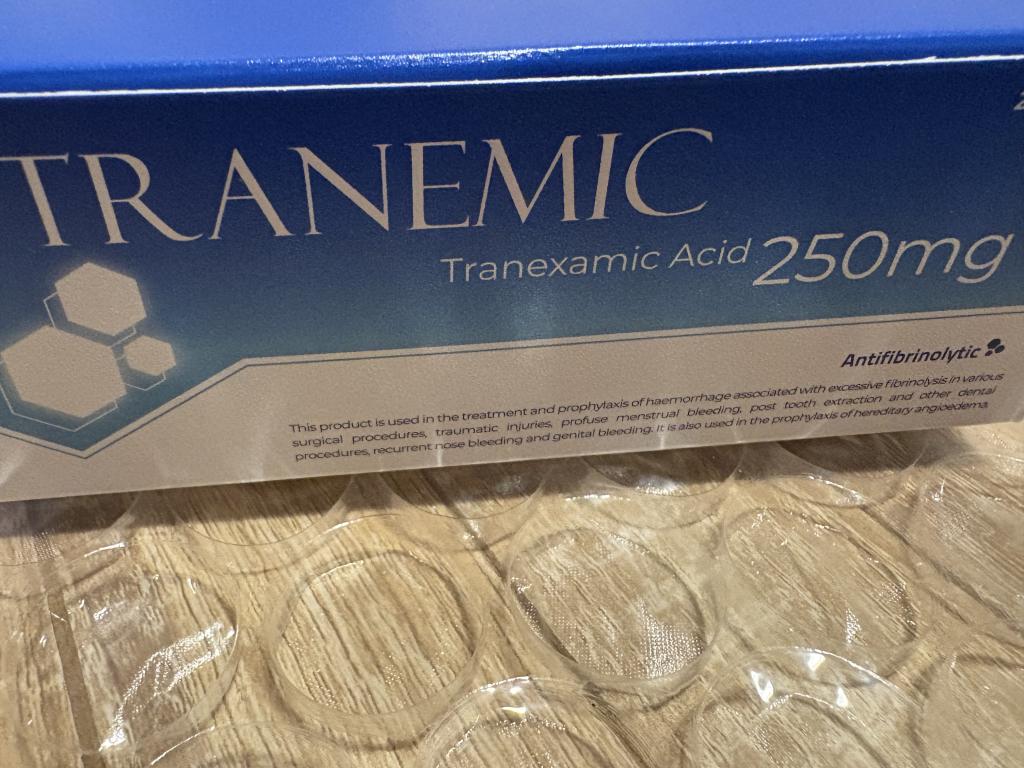 TRANEMIC
Tranexamic Acid 250mg
Antifibrinolytic
This product is used in the treatment and prophylaxis of haemorrhage associated with excessive fibrinolysis in various
surgical procedures, traumatic injuries, profuse menstrual bleeding, post tooth extraction and other dental
procedures, recurrent nose bleeding and genital bleeding. It is also used in the prophylaxis of hereditary angioedema.